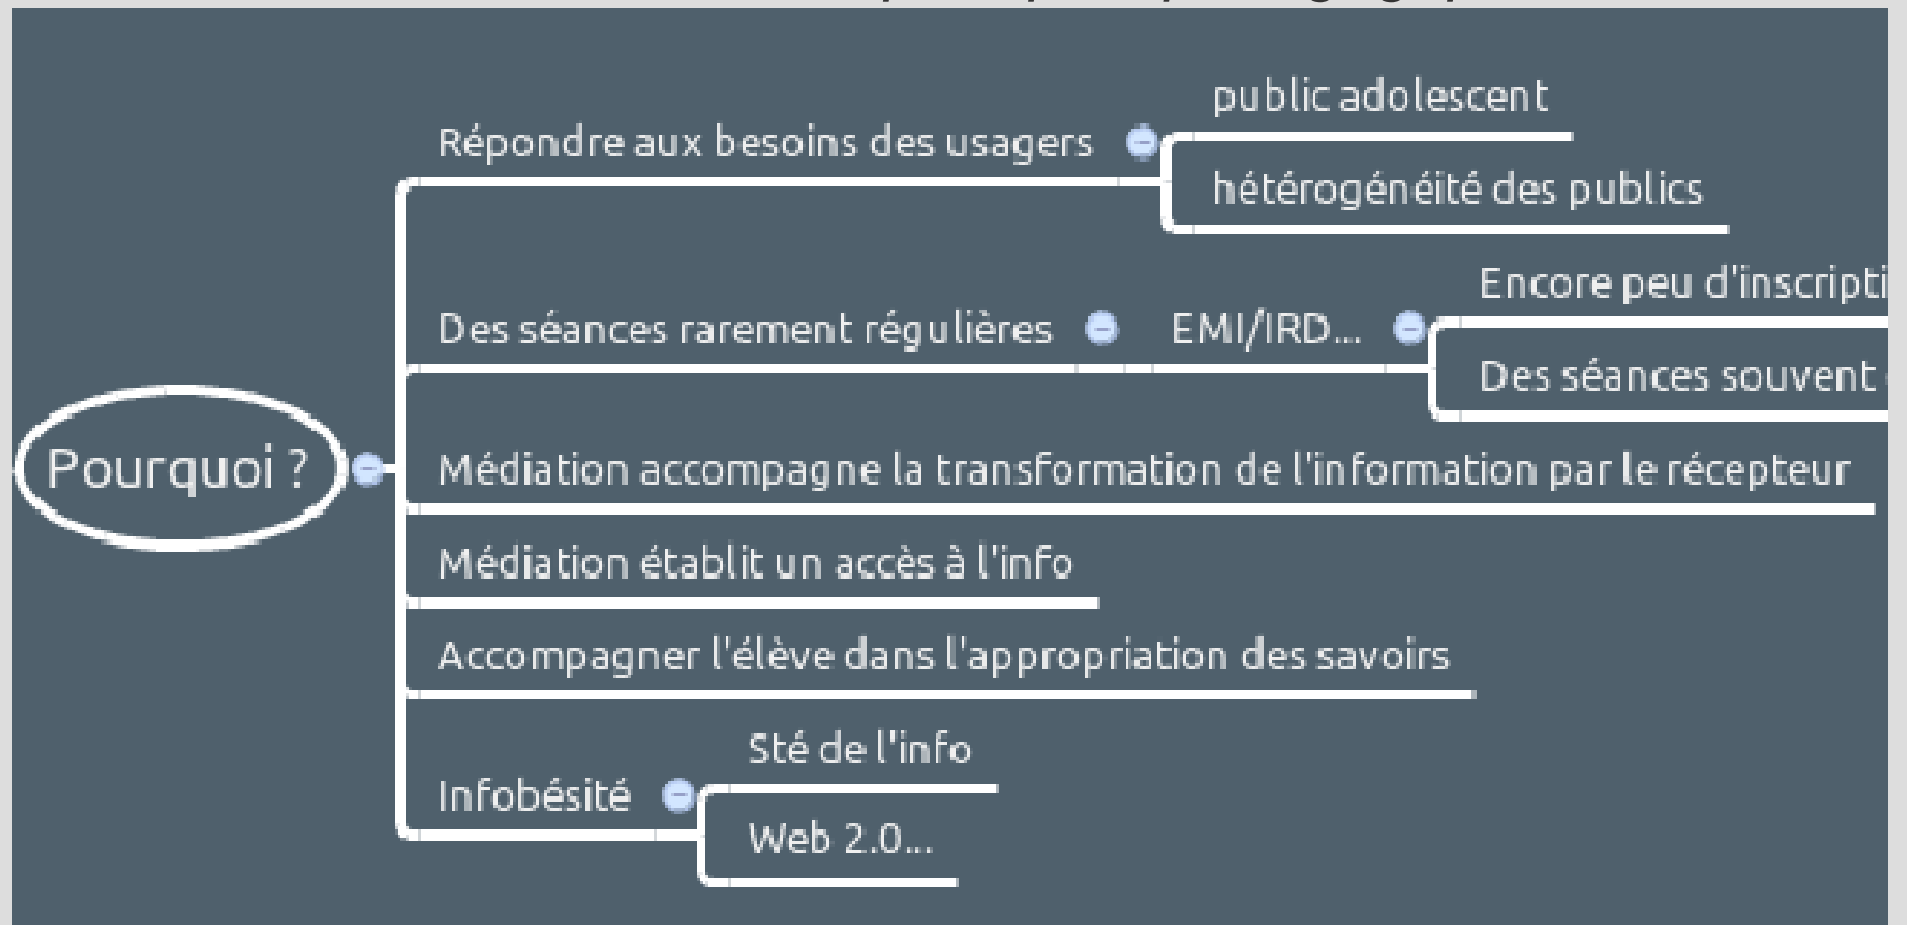 public adolescent
Répondre aux besoins des usagers
hétérogénéité des publics
Encore peu d'inscripti
Des séances rarement régulières EMI/IRD...
Des séances souvent
Pourquoi ?
Médiation accompagne la transformation de l'information par le récepteur
Médiation établit un accès à l'info
Accompagner l'élève dans l'appropriation des savoirs
Sté de l'info
Infobésité
Web 2.0...